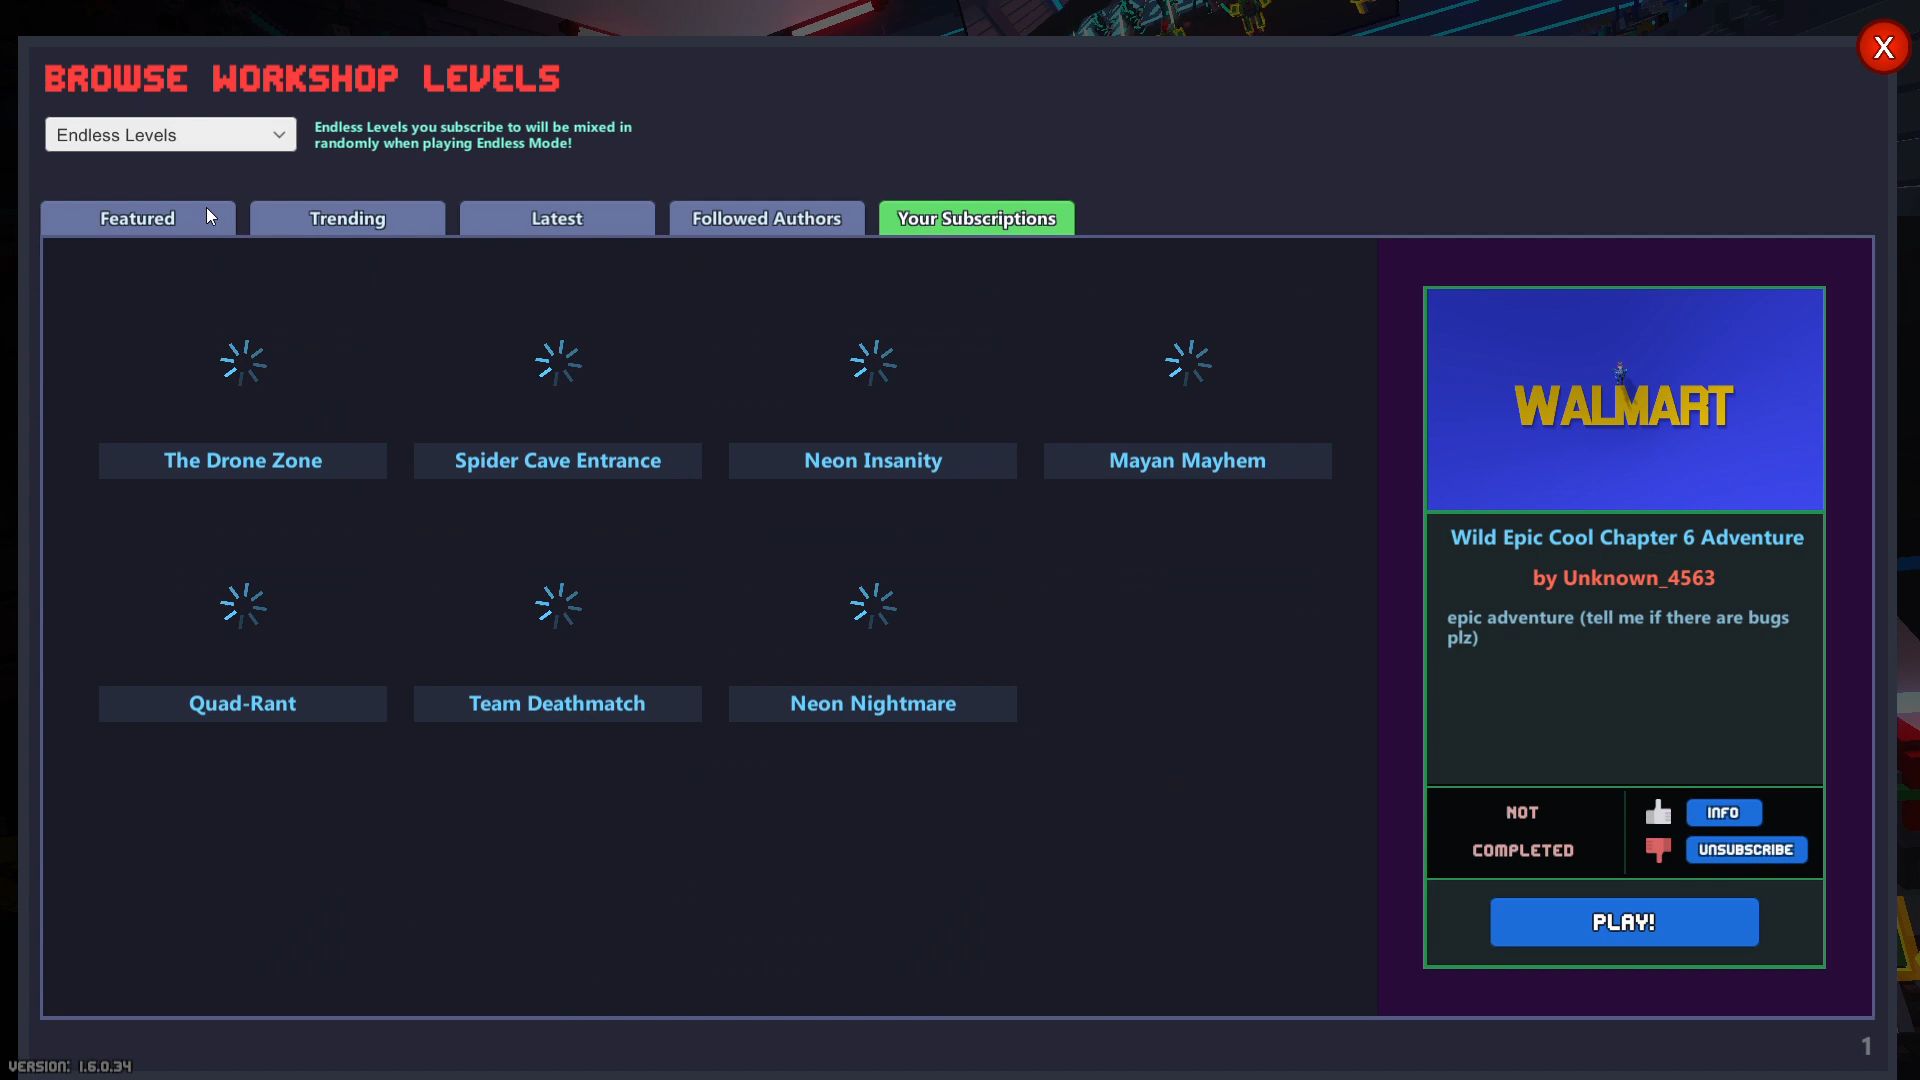 BROWSE WORKSHOP LEVELS
X
Endless Levels
Endless Levels you subscribe to will be mixed in
randomly when playing Endless Mode!
Featured
Trending
Latest
Followed Authors
Your Subscriptions
The Drone Zone
Spider Cave Entrance
Neon Insanity
Mayan Mayhem
Quad-Rant
Team Deathmatch
Neon Nightmare
WALMART
Wild Epic Cool Chapter 6 Adventure
by Unknown_4563
epic adventure (tell me if there are bugs
plz)
NOT
COMPLETED
INFO
UNSUBSCRIBE
PLAY!
1
VERSION: 1.6.0.34